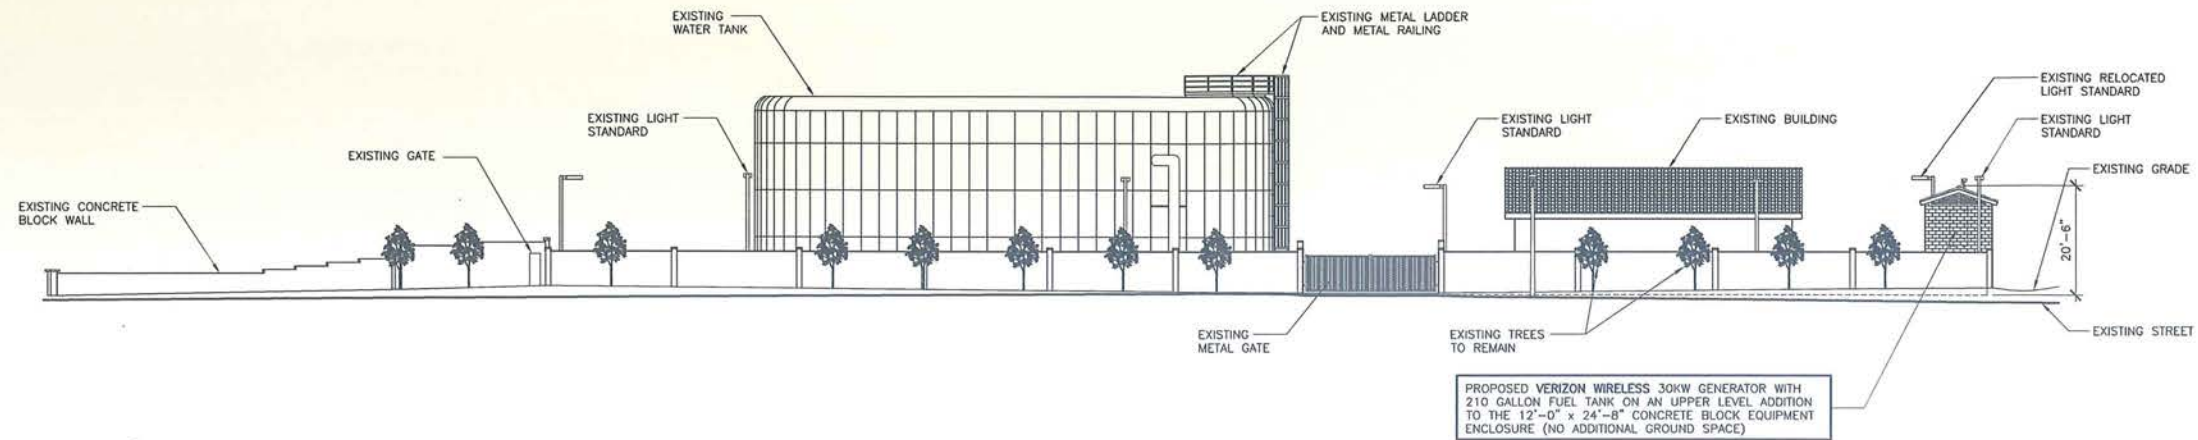 EXISTING
WATER TANK
EXISTING METAL LADDER
AND METAL RAILING
EXISTING RELOCATED
LIGHT STANDARD
EXISTING LIGHT
STANDARD
EXISTING LIGHT
STANDARD
EXISTING BUILDING
EXISTING LIGHT
STANDARD
EXISTING GATE
EXISTING GRADE
EXISTING CONCRETE
BLOCK WALL
20'-6"
EXISTING
METAL GATE
EXISTING TREES
TO REMAIN
EXISTING STREET
PROPOSED VERIZON WIRELESS 30KW GENERATOR WITH
210 GALLON FUEL TANK ON AN UPPER LEVEL ADDITION
TO THE 12'-0" x 24'-8" CONCRETE BLOCK EQUIPMENT
ENCLOSURE (NO ADDITIONAL GROUND SPACE)